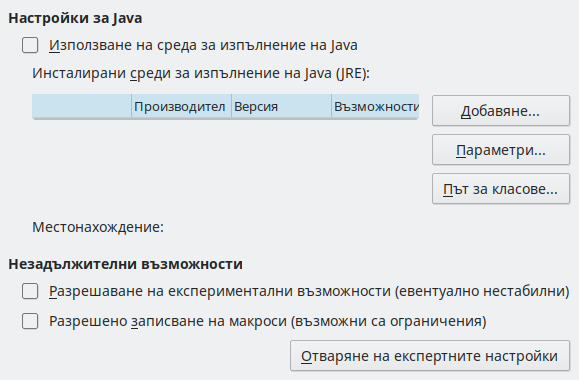 Настройки за Java
Използване на среда за изпълнение на Java
Инсталирани среди за изпълнение на Java (JRE):
Производител Версия Възможности
Добавяне...
Параметри...
Път за класове...
Местонахождение:
Незадължителни възможности
Разрешаване на експериментални възможности (евентуално нестабилни)
Разрешено записване на макроси (възможни са ограничения)
Отваряне на експертните настройки